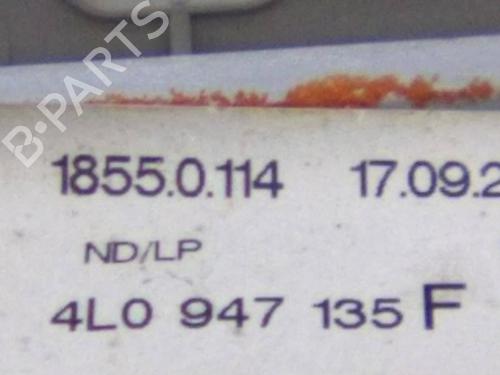 B-PARTS
1855.0.114 17.09.2
ND/LP
4L0 947 135 F